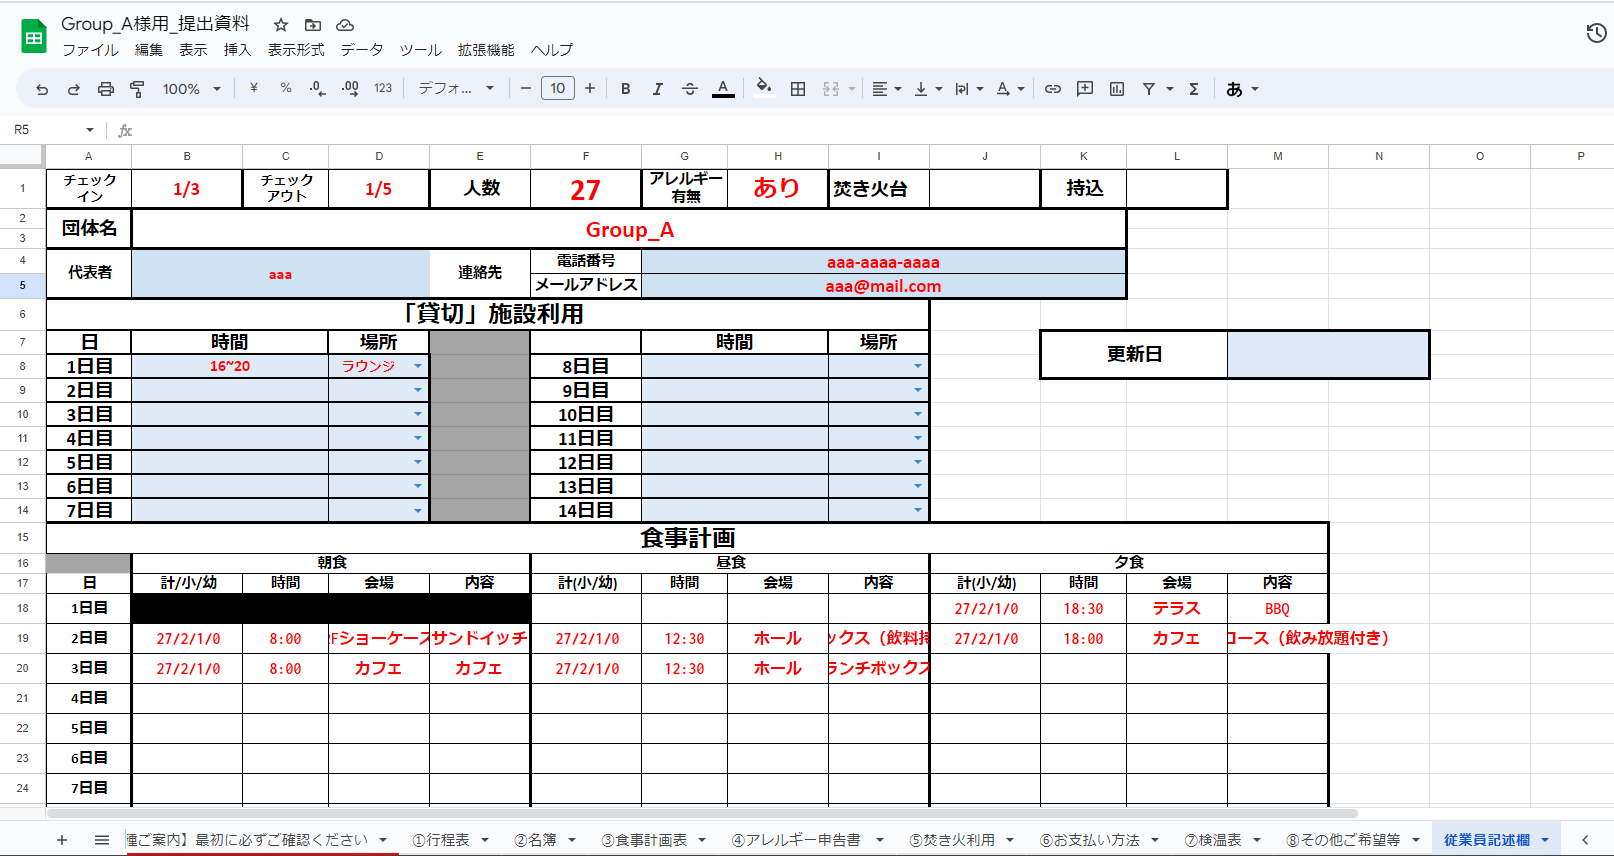 Group_A様用_提出資料
ファイル 編集 表示 挿入 表示形式 データ ツール 拡張機能 ヘルプ
100% ¥ % .0 .00 123 デフォ... 10 B I A A Σ あ
R5 fx
A B C D E F G H I J K L M N O P
1 チェックイン 1/3 チェックアウト 1/5 人数 27 アレルギー有無 あり 焚き火台 持込
2 団体名 Group_A
3
4 代表者 aaa 連絡先 電話番号 aaa-aaaa-aaaa
5 メールアドレス aaa@mail.com
6 「貸切」施設利用
7 日 時間 場所 時間 場所 更新日
8 1日目 16~20 ラウンジ 8日目
9 2日目 9日目
10 3日目 10日目
11 4日目 11日目
12 5日目 12日目
13 6日目 13日目
14 7日目 14日目
15 食事計画
16 朝食 昼食 夕食
17 日 計/小/幼 時間 会場 内容 計(小/幼) 時間 会場 内容 計(小/幼) 時間 会場 内容
18 1日目 27/2/1/0 18:30 テラス BBQ
19 2日目 27/2/1/0 8:00 Fショーケース サンドイッチ 27/2/1/0 12:30 ホール ックス（飲料持 27/2/1/0 18:00 カフェ コース（飲み放題付き）
20 3日目 27/2/1/0 8:00 カフェ カフェ 27/2/1/0 12:30 ホール ランチボックス
21 4日目
22 5日目
23 6日目
24 7日目
ご案内】最初に必ずご確認ください ①行程表 ②名簿 ③食事計画表 ④アレルギー申告書 ⑤焚き火利用 ⑥お支払い方法 ⑦検温表 ⑧その他ご希望等 従業員記述欄